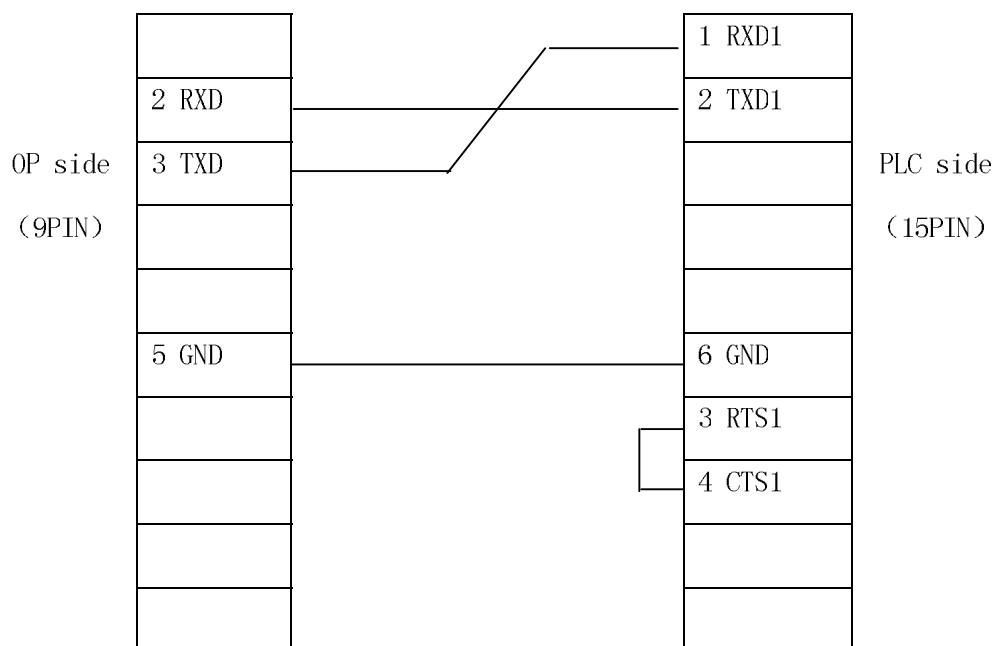 1 RXD1
2 RXD
2 TXD1
OP side
3 TXD
PLC side
（9PIN）
（15PIN）
5 GND
6 GND
3 RTS1
4 CTS1